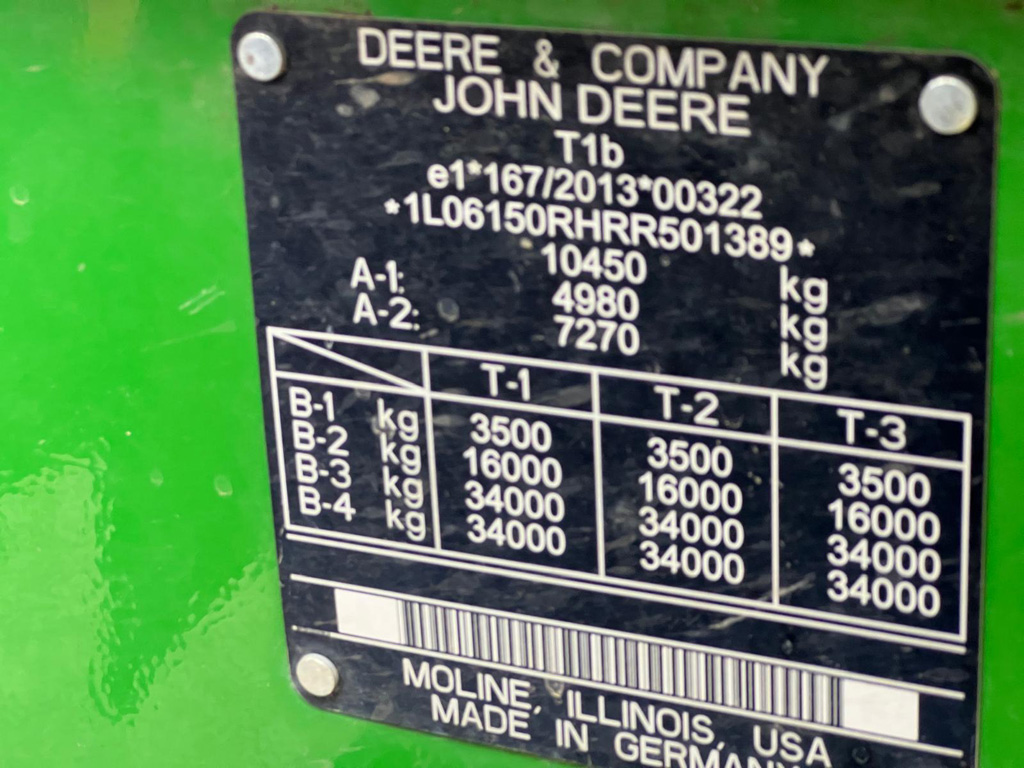 DEERE & COMPANY
JOHN DEERE
T1b
e1*167/2013*00322
*1L06150RHRR501389*
10450 kg
A-1: 4980 kg
A-2: 7270 kg
T-1 T-2 T-3
B-1 kg 3500 3500 3500
B-2 kg 16000 16000 16000
B-3 kg 34000 34000 34000
B-4 kg 34000 34000 34000
MOLINE, ILLINOIS, USA
MADE IN GERMANY